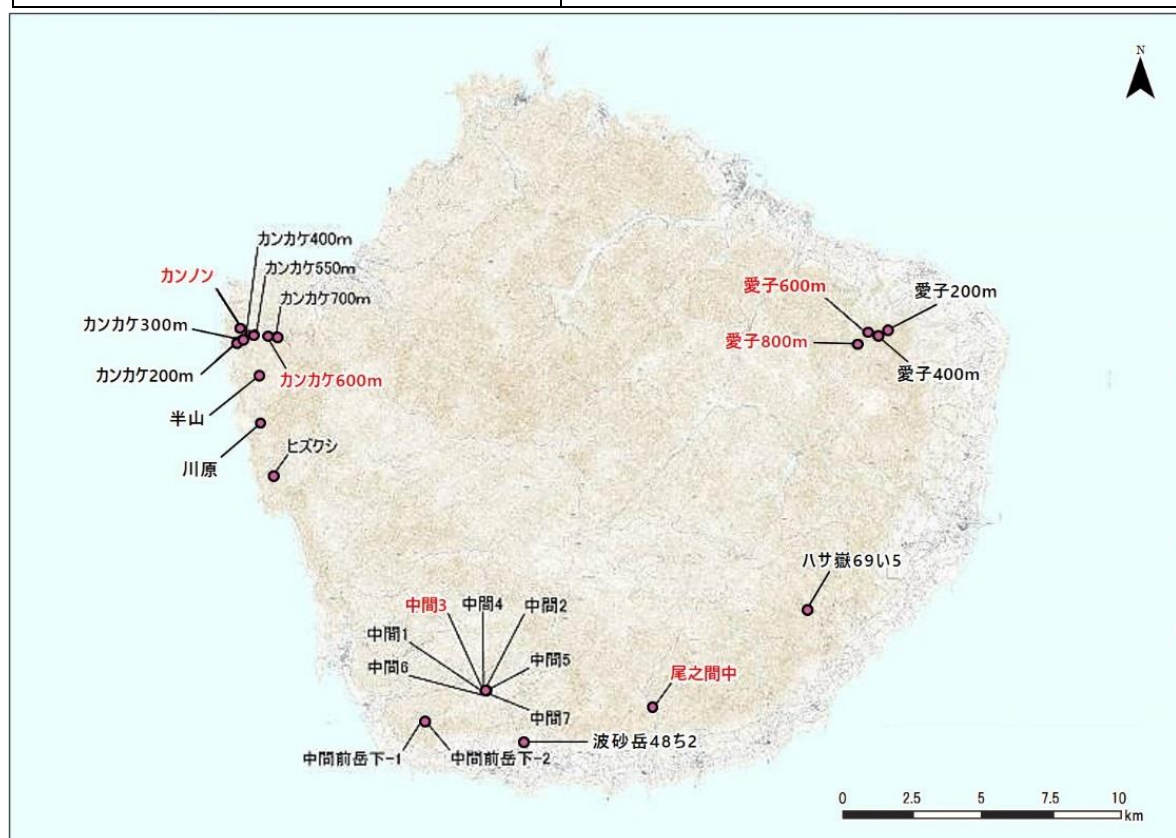 N
カンカケ400m
カンノン
カンカケ550m
カンカケ700m
カンカケ300m
カンカケ200m
カンカケ600m
半山
川原
ヒズクシ
愛子600m
愛子200m
愛子800m
愛子400m
ハサ嶽69い5
中間3
中間4
中間2
中間1
中間6
中間5
中間7
尾之間中
波砂岳48ち2
中間前岳下-1
中間前岳下-2
0 2.5 5 7.5 10
km